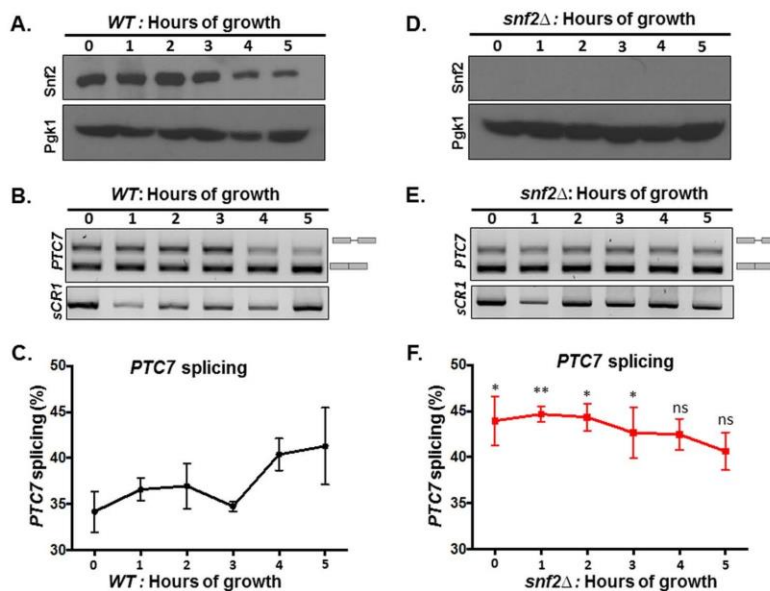 A.
WT : Hours of growth
0 1 2 3 4 5
Snf2
Pgk1
B.
WT: Hours of growth
0 1 2 3 4 5
PTC7
sCR1
C.
PTC7 splicing
PTC7 splicing (%)
50
45
40
35
30
0 1 2 3 4 5
WT : Hours of growth
D.
snf2Δ: Hours of growth
0 1 2 3 4 5
Snf2
Pgk1
E.
snf2Δ: Hours of growth
0 1 2 3 4 5
PTC7
sCR1
F.
PTC7 splicing
PTC7 splicing (%)
50
45
40
35
30
* ** * * ns ns
0 1 2 3 4 5
snf2Δ: Hours of growth